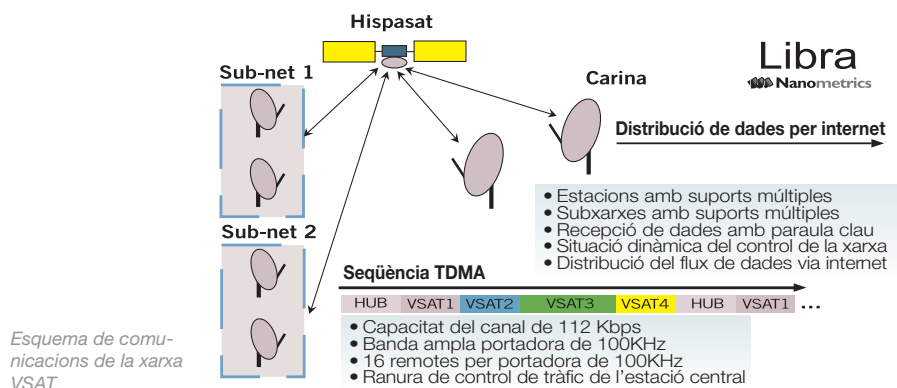 Hispasat
Libra
Nanometrics
Sub-net 1
Carina
Distribució de dades per internet
• Estacions amb suports múltiples
• Subxarxes amb suports múltiples
• Recepció de dades amb paraula clau
• Situació dinàmica del control de la xarxa
• Distribució del flux de dades via internet
Sub-net 2
Seqüència TDMA
HUB VSAT1 VSAT2 VSAT3 VSAT4 HUB VSAT1 ...
• Capacitat del canal de 112 Kbps
• Banda ampla portadora de 100KHz
• 16 remotes per portadora de 100KHz
• Ranura de control de tràfic de l'estació central
Esquema de comu-
nicacions de la xarxa
VSAT